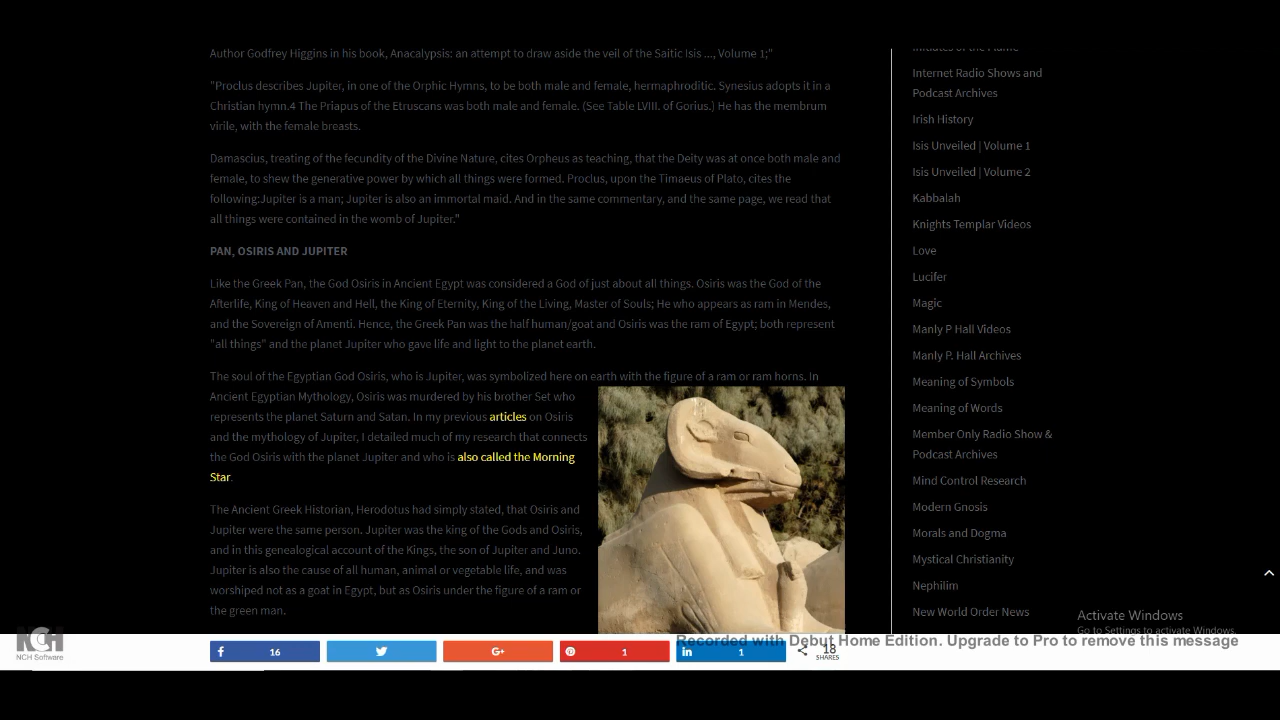 Author Godfrey Higgins in his book, Anacalypsis: an attempt to draw aside the veil of the Saitic Isis ..., Volume 1;"
"Proclus describes Jupiter, in one of the Orphic Hymns, to be both male and female, hermaphroditic. Synesius adopts it in a
Christian hymn.4 The Priapus of the Etruscans was both male and female. (See Table LVIII. of Gorius.) He has the membrum
virile, with the female breasts.
Damascius, treating of the fecundity of the Divine Nature, cites Orpheus as teaching, that the Deity was at once both male and
female, to shew the generative power by which all things were formed. Proclus, upon the Timaeus of Plato, cites the
following:Jupiter is a man; Jupiter is also an immortal maid. And in the same commentary, and the same page, we read that
all things were contained in the womb of Jupiter."
PAN, OSIRIS AND JUPITER
Like the Greek Pan, the God Osiris in Ancient Egypt was considered a God of just about all things. Osiris was the God of the
Afterlife, King of Heaven and Hell, the King of Eternity, King of the Living, Master of Souls; He who appears as ram in Mendes,
and the Sovereign of Amenti. Hence, the Greek Pan was the half human/goat and Osiris was the ram of Egypt; both represent
"all things" and the planet Jupiter who gave life and light to the planet earth.
The soul of the Egyptian God Osiris, who is Jupiter, was symbolized here on earth with the figure of a ram or ram horns. In
Ancient Egyptian Mythology, Osiris was murdered by his brother Set who
represents the planet Saturn and Satan. In my previous articles on Osiris
and the mythology of Jupiter, I detailed much of my research that connects
the God Osiris with the planet Jupiter and who is also called the Morning
Star.
The Ancient Greek Historian, Herodotus had simply stated, that Osiris and
Jupiter were the same person. Jupiter was the king of the Gods and Osiris,
and in this genealogical account of the Kings, the son of Jupiter and Juno.
Jupiter is also the cause of all human, animal or vegetable life, and was
worshiped not as a goat in Egypt, but as Osiris under the figure of a ram or
the green man.
Initiates of the Flame
Internet Radio Shows and
Podcast Archives
Irish History
Isis Unveiled | Volume 1
Isis Unveiled | Volume 2
Kabbalah
Knights Templar Videos
Love
Lucifer
Magic
Manly P Hall Videos
Manly P. Hall Archives
Meaning of Symbols
Meaning of Words
Member Only Radio Show &
Podcast Archives
Mind Control Research
Modern Gnosis
Morals and Dogma
Mystical Christianity
Nephilim
New World Order News
Activate Windows
Go to Settings to activate Windows.
Recorded with Debut Home Edition. Upgrade to Pro to remove this message
NCH
NCH Software
16
G+
1
in 1
18
SHARES